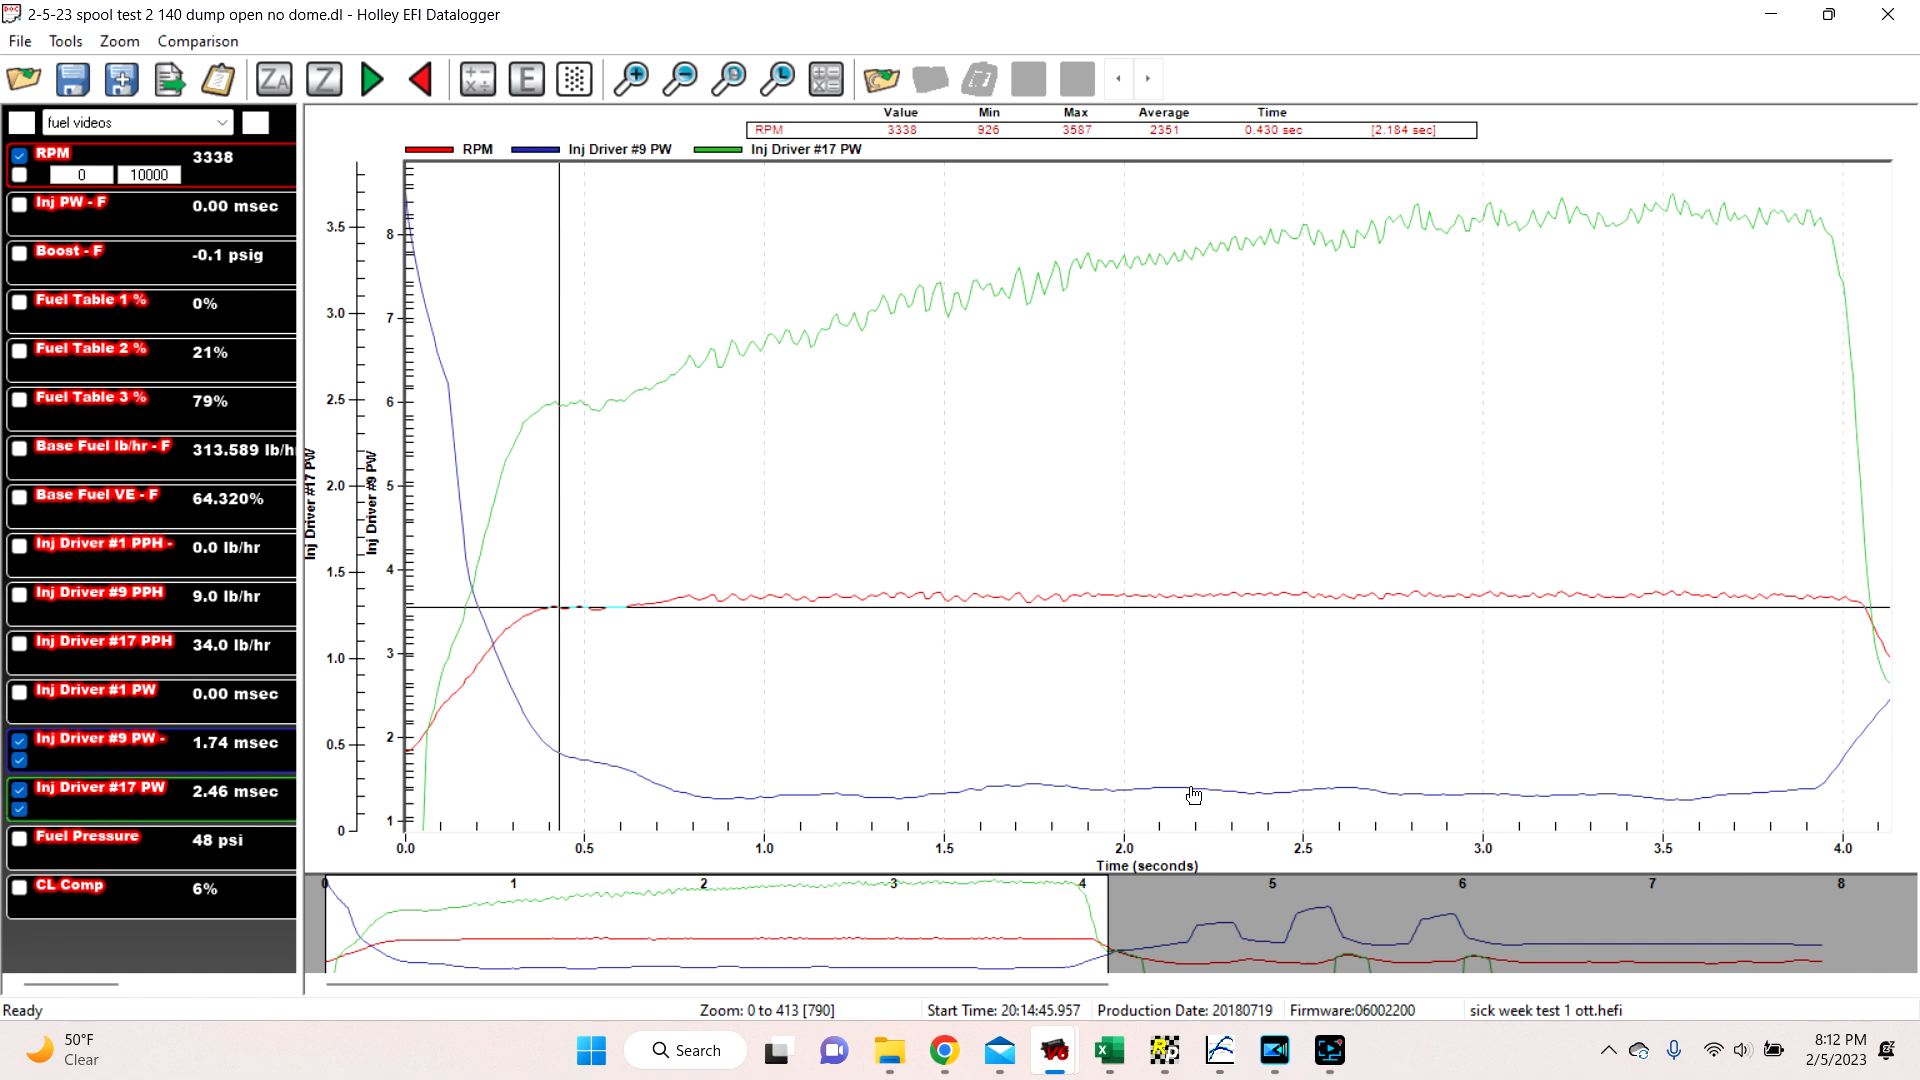 2-5-23 spool test 2 140 dump open no dome.dl - Holley EFI Datalogger
File Tools Zoom Comparison
fuel videos
RPM 3338
0 10000
Inj PW - F 0.00 msec
Boost - F -0.1 psig
Fuel Table 1 % 0%
Fuel Table 2 % 21%
Fuel Table 3 % 79%
Base Fuel lb/hr - F 313.589 lb/h
Base Fuel VE - F 64.320%
Inj Driver #1 PPH - 0.0 lb/hr
Inj Driver #9 PPH 9.0 lb/hr
Inj Driver #17 PPH 34.0 lb/hr
Inj Driver #1 PW 0.00 msec
Inj Driver #9 PW - 1.74 msec
Inj Driver #17 PW 2.46 msec
Fuel Pressure 48 psi
CL Comp 6%
Value Min Max Average Time
RPM 3338 926 3587 2351 0.430 sec [2.184 sec]
RPM Inj Driver #9 PW Inj Driver #17 PW
Inj Driver #17 PW
3.5
3.0
2.5
2.0
1.5
1.0
0.5
0
Inj Driver #9 PW
8
7
6
5
4
3
2
1
0.0 0.5 1.0 1.5 2.0 2.5 3.0 3.5 4.0
Time (seconds)
0 1 2 3 4 5 6 7 8
Ready Zoom: 0 to 413 [790] Start Time: 20:14:45.957 Production Date: 20180719 Firmware:06002200 sick week test 1 ott.hefi
50°F
Clear
Search
8:12 PM
2/5/2023